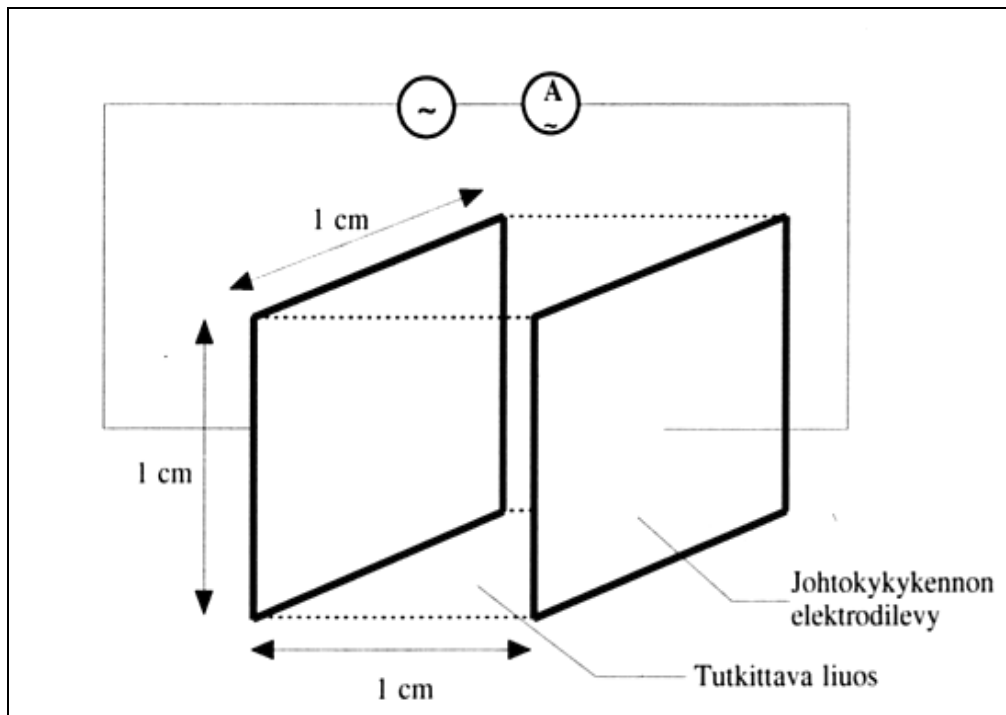 ~
A
~
1 cm
1 cm
1 cm
Johtokykykennon
elektrodilevy
Tutkittava liuos